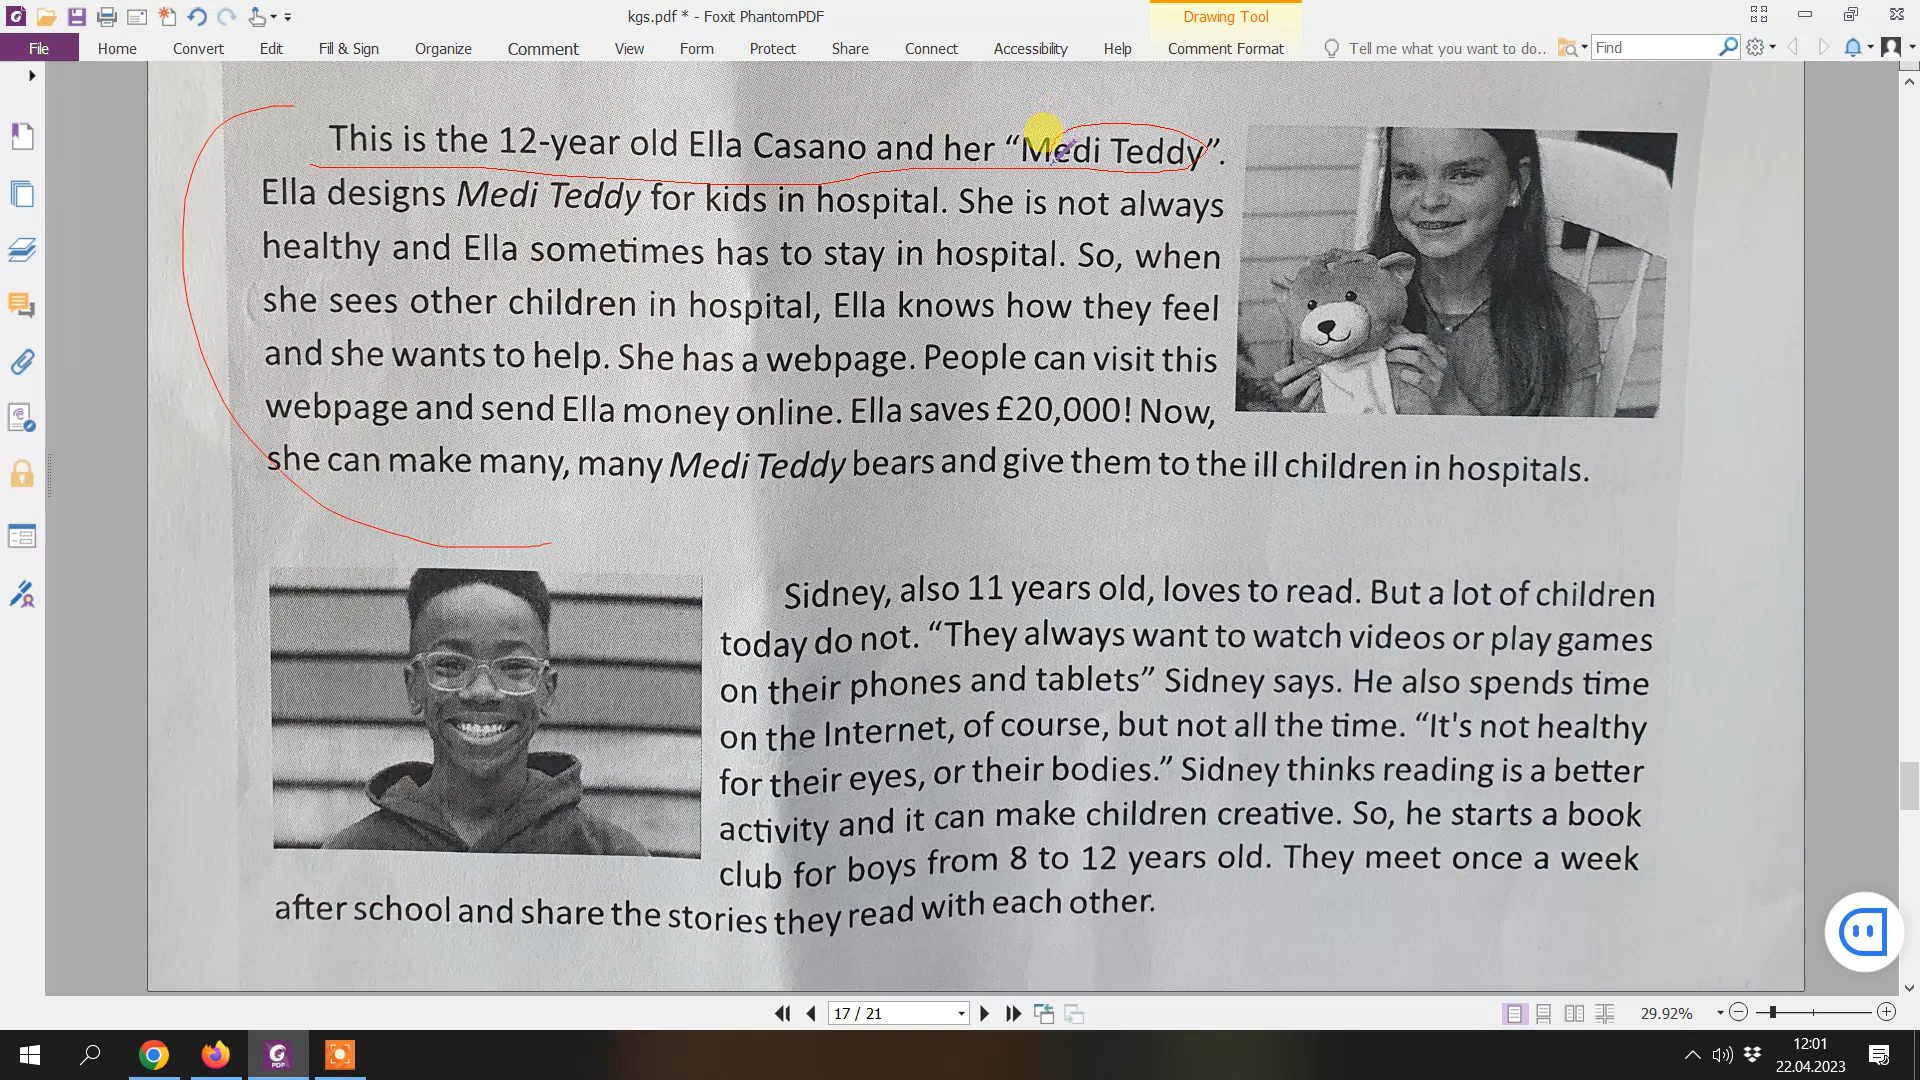 kgs.pdf * - Foxit PhantomPDF
Drawing Tool
File Home Convert Edit Fill & Sign Organize Comment View Form Protect Share Connect Accessibility Help Comment Format Tell me what you want to do... Find
This is the 12-year old Ella Casano and her “Medi Teddy”.
Ella designs Medi Teddy for kids in hospital. She is not always
healthy and Ella sometimes has to stay in hospital. So, when
she sees other children in hospital, Ella knows how they feel
and she wants to help. She has a webpage. People can visit this
webpage and send Ella money online. Ella saves £20,000! Now,
she can make many, many Medi Teddy bears and give them to the ill children in hospitals.
Sidney, also 11 years old, loves to read. But a lot of children
today do not. “They always want to watch videos or play games
on their phones and tablets” Sidney says. He also spends time
on the Internet, of course, but not all the time. “It's not healthy
for their eyes, or their bodies.” Sidney thinks reading is a better
activity and it can make children creative. So, he starts a book
club for boys from 8 to 12 years old. They meet once a week
after school and share the stories they read with each other.
17 / 21
29.92%
PDF
12:01
22.04.2023